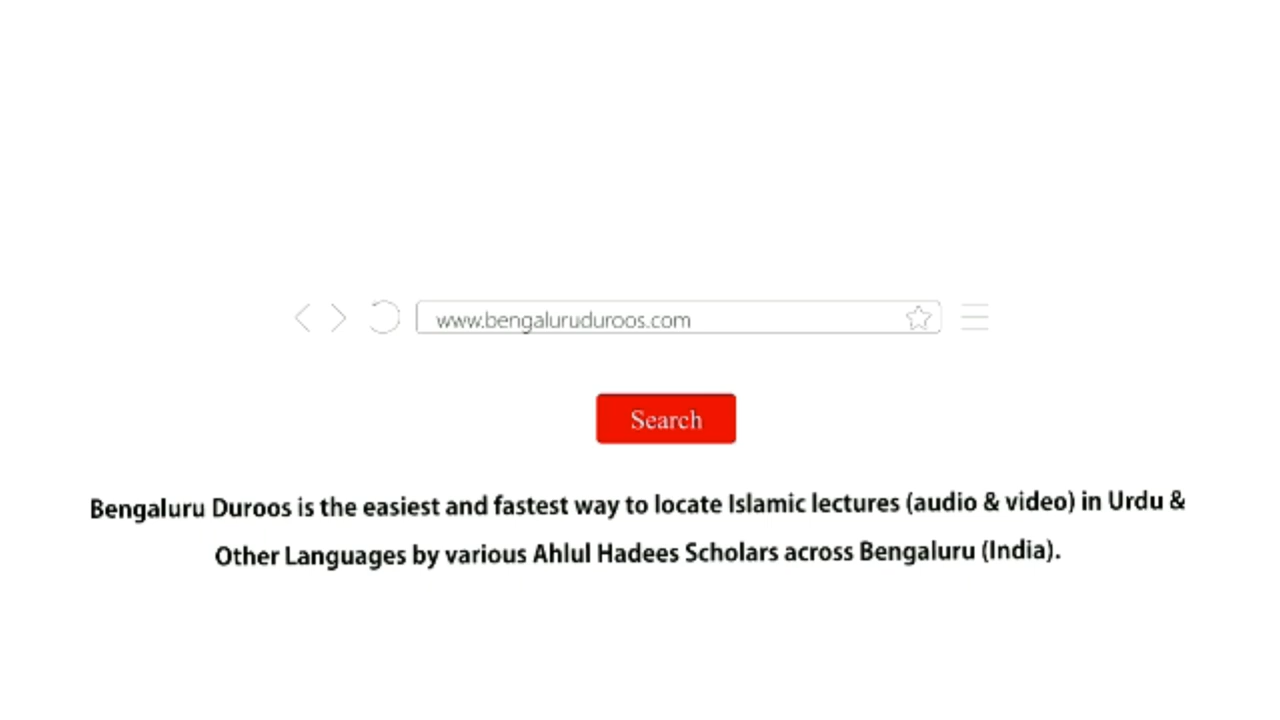 www.bengaluruduroos.com
Search
Bengaluru Duroos is the easiest and fastest way to locate Islamic lectures (audio & video) in Urdu &
Other Languages by various Ahlul Hadees Scholars across Bengaluru (India).